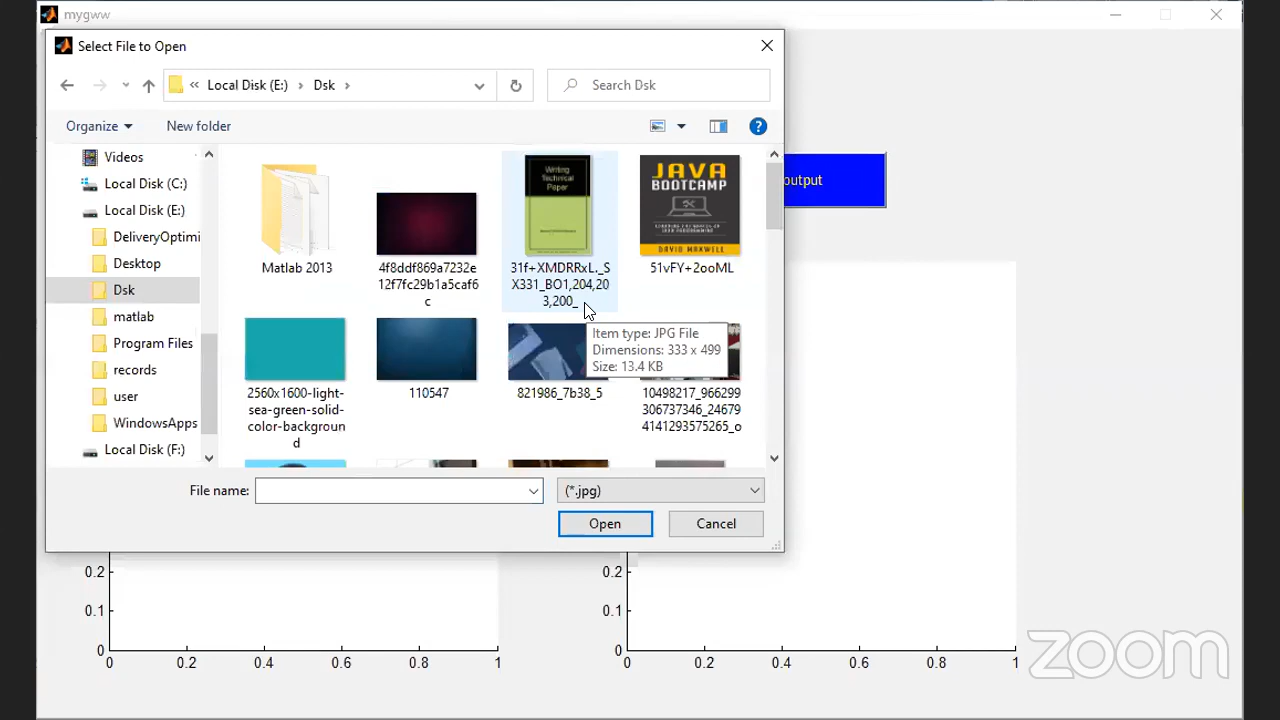 mygww
Select File to Open
« Local Disk (E:) › Dsk ›
Search Dsk
Organize
New folder
?
output
Videos
Local Disk (C:)
Local Disk (E:)
DeliveryOptimi
Desktop
Dsk
matlab
Program Files
records
user
WindowsApps
Local Disk (F:)
Matlab 2013
4f8ddf869a7232e
12f7fc29b1a5caf6
c
Writing
Technical
Paper
31f+XMDRRxL._S
X331_BO1,204,20
3,200_
JAVA
BOOTCAMP
DAVID MAXWELL
51vFY+2ooML
Item type: JPG File
Dimensions: 333 x 499
Size: 13.4 KB
2560x1600-light-
sea-green-solid-
color-backgroun
d
110547
821986_7b38_5
10498217_966299
306737346_24679
4141293575265_o
File name:
(*.jpg)
Open
Cancel
0.2
0.1
0
0
0.2
0.4
0.6
0.8
1
0.2
0.1
0
0
0.2
0.4
0.6
0.8
1
zoom